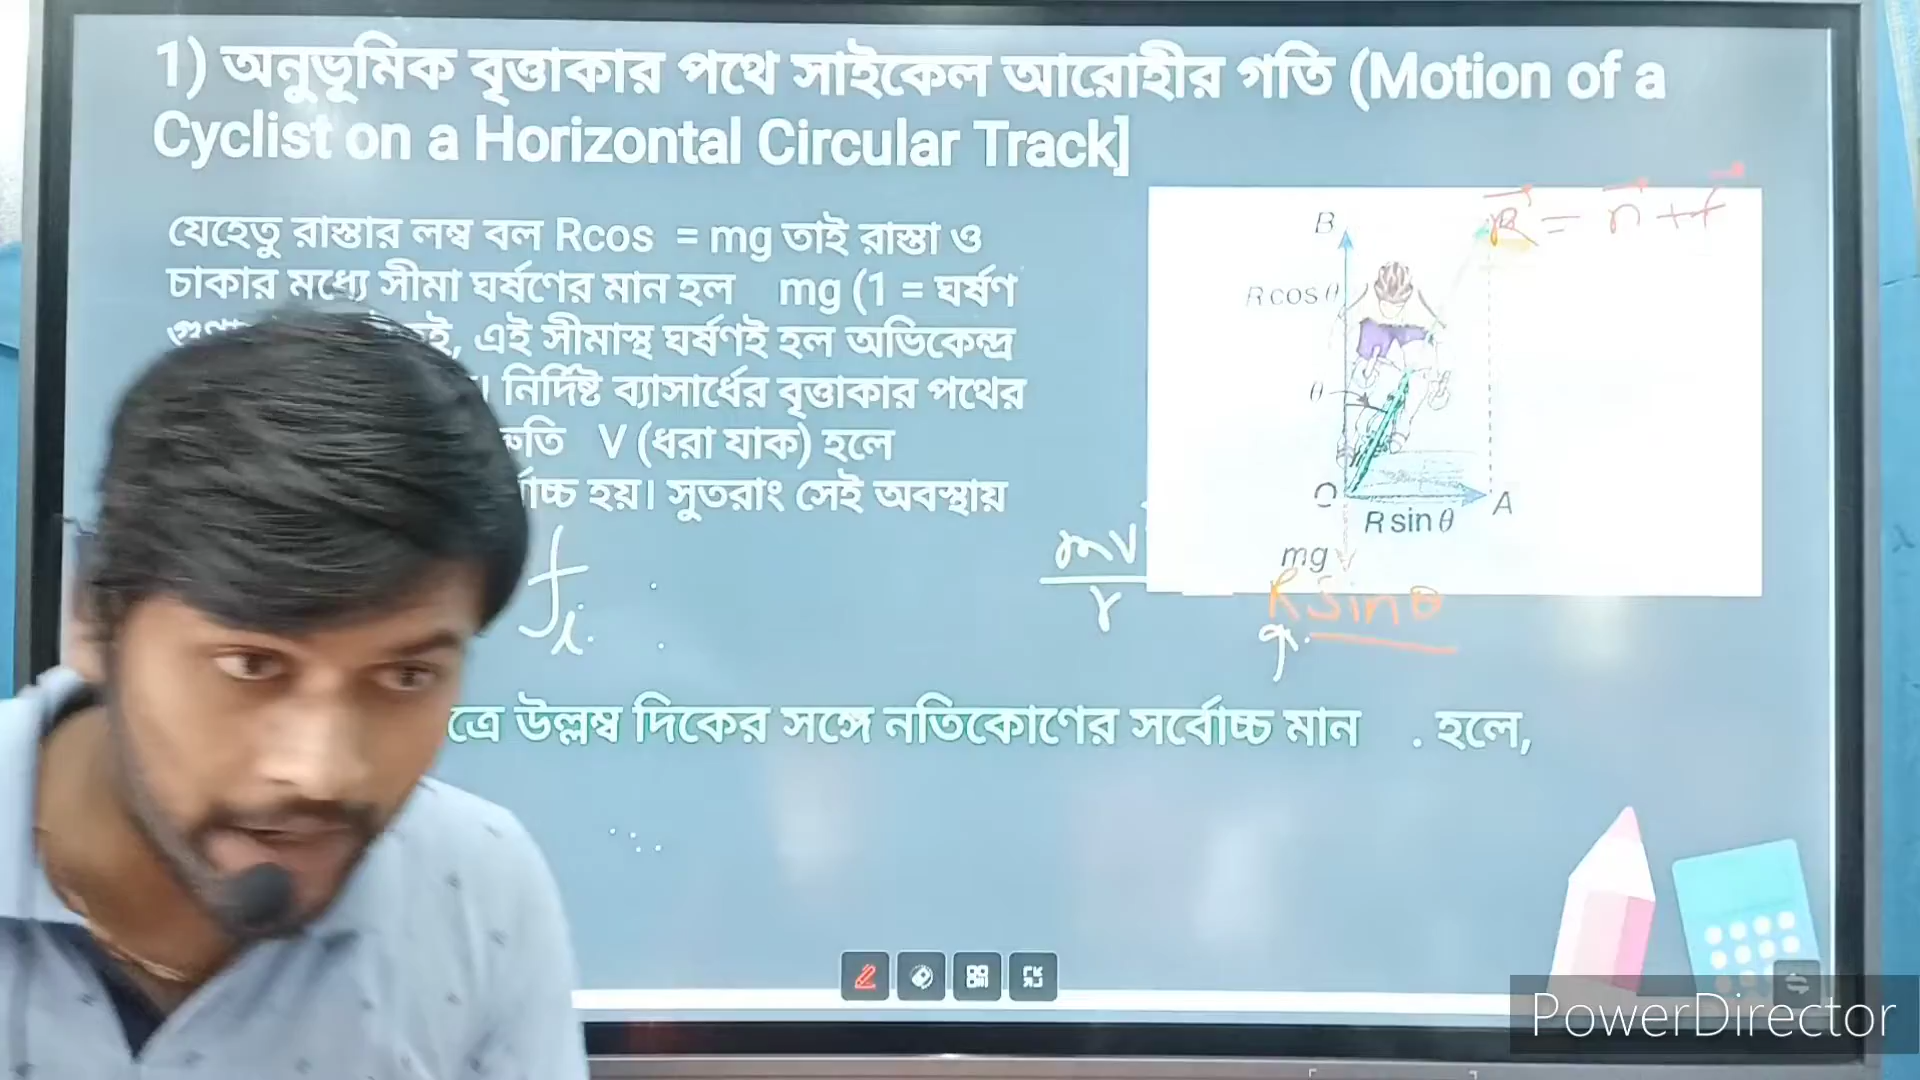 1) অনুভূমিক বৃত্তাকার পথে সাইকেল আরোহীর গতি (Motion of a
Cyclist on a Horizontal Circular Track]
যেহেতু রাস্তার লম্ব বল Rcos = mg তাই রাস্তা ও
চাকার মধ্যে সীমা ঘর্ষণের মান হল mg (1 = ঘর্ষণ
এই সীমাস্থ ঘর্ষণই হল অভিকেন্দ্র
নির্দিষ্ট ব্যাসার্ধের বৃত্তাকার পথের
V (ধরা যাক) হলে
হয়। সুতরাং সেই অবস্থায়
B
R = n + f
R cos θ
θ
O
A
R sin θ
mg
mv
r
R sin θ
উল্লম্ব দিকের সঙ্গে নতিকোণের সর্বোচ্চ মান . হলে,
PowerDirector